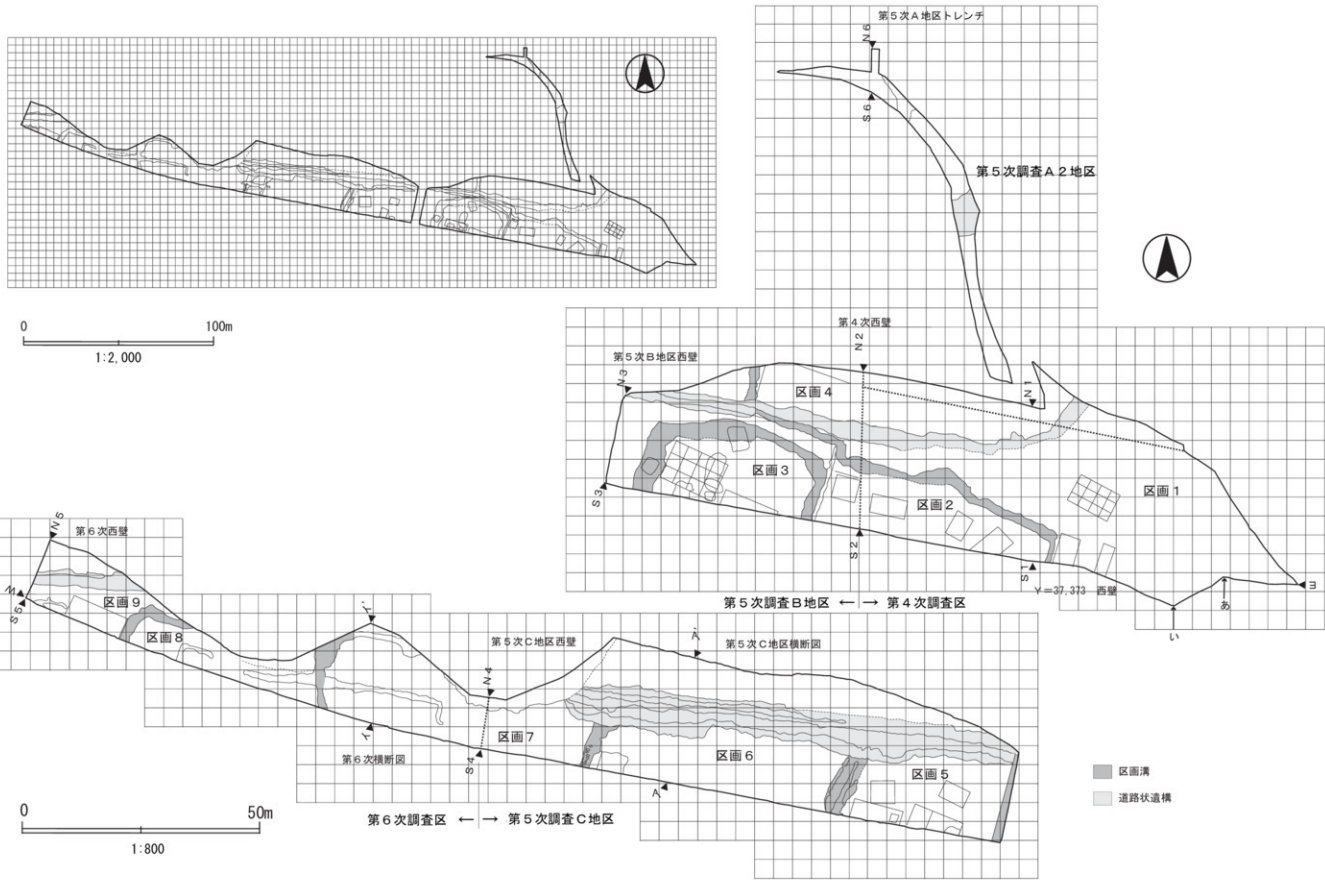 第5次A地区トレンチ
N6
S6
第5次調査A2地区
0 100m
1:2,000
第4次西壁
第5次B地区西壁
N2
N3
N1
区画4
区画3
区画2
区画1
S3
S2
S1
Y=37,373 西壁
E
あ
い
第5次調査B地区 ← → 第4次調査区
N5
第6次西壁
W
S5
区画9
区画8
第5次C地区西壁
第5次C地区横断図
N4
A'
区画7
区画6
区画5
S4
A
第6次横断図
第6次調査区 ← → 第5次調査C地区
区画溝
道路状遺構
0 50m
1:800